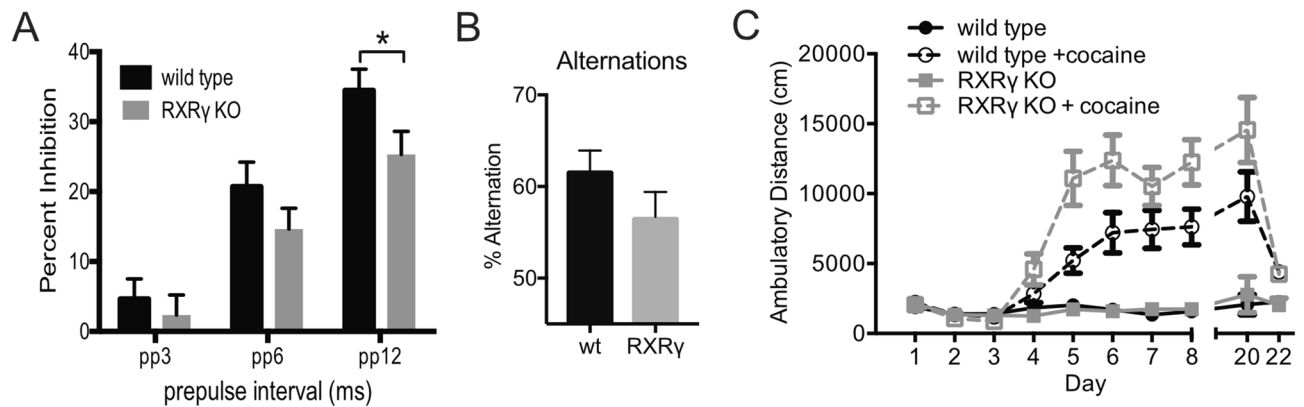 A
Percent Inhibition
40
30
20
10
0
wild type
RXRγ KO
*
pp3 pp6 pp12
prepulse interval (ms)
B
Alternations
% Alternation
70
60
50
wt RXRγ
C
wild type
wild type +cocaine
RXRγ KO
RXRγ KO + cocaine
Ambulatory Distance (cm)
20000
15000
10000
5000
0
1 2 3 4 5 6 7 8 20 22
Day